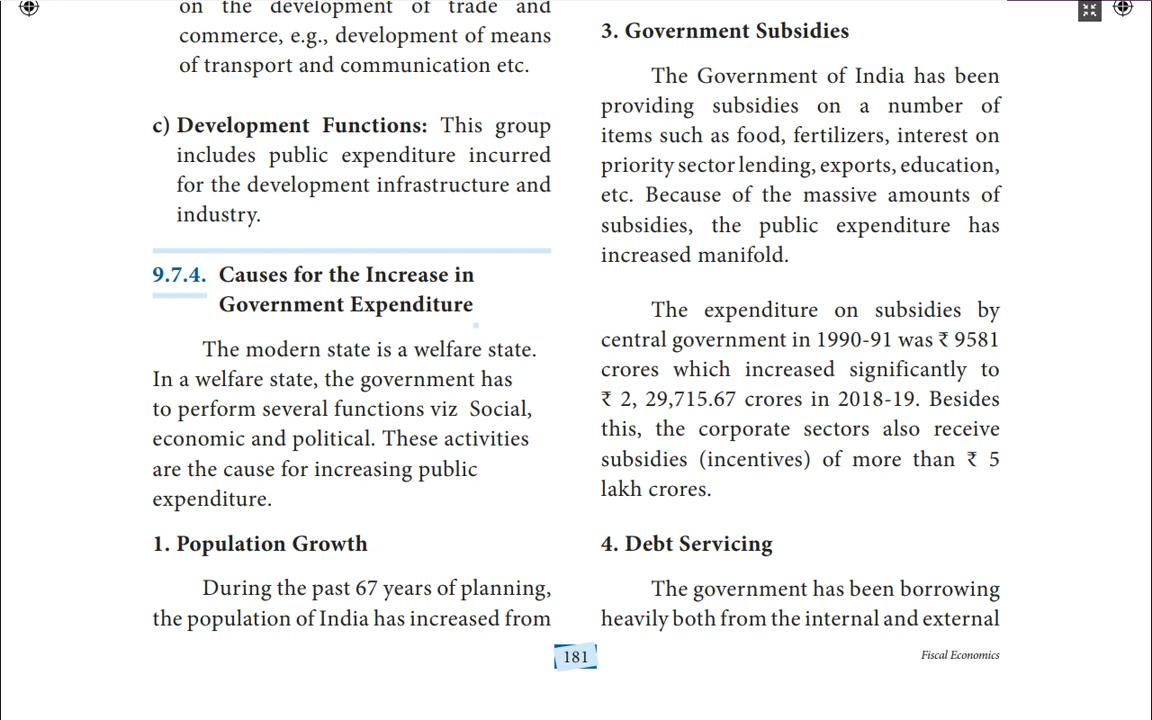 on the development of trade and
commerce, e.g., development of means
of transport and communication etc.
c) Development Functions: This group
includes public expenditure incurred
for the development infrastructure and
industry.
9.7.4. Causes for the Increase in
Government Expenditure
The modern state is a welfare state.
In a welfare state, the government has
to perform several functions viz Social,
economic and political. These activities
are the cause for increasing public
expenditure.
1. Population Growth
During the past 67 years of planning,
the population of India has increased from
3. Government Subsidies
The Government of India has been
providing subsidies on a number of
items such as food, fertilizers, interest on
priority sector lending, exports, education,
etc. Because of the massive amounts of
subsidies, the public expenditure has
increased manifold.
The expenditure on subsidies by
central government in 1990-91 was ₹ 9581
crores which increased significantly to
₹ 2, 29,715.67 crores in 2018-19. Besides
this, the corporate sectors also receive
subsidies (incentives) of more than ₹ 5
lakh crores.
4. Debt Servicing
The government has been borrowing
heavily both from the internal and external
181
Fiscal Economics